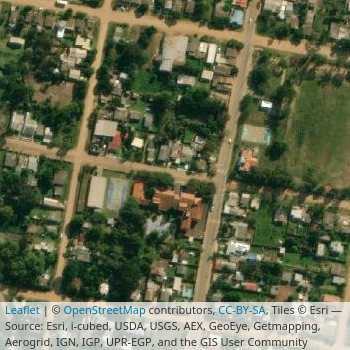 Leaflet | © OpenStreetMap contributors, CC-BY-SA, Tiles © Esri —
Source: Esri, i-cubed, USDA, USGS, AEX, GeoEye, Getmapping,
Aerogrid, IGN, IGP, UPR-EGP, and the GIS User Community